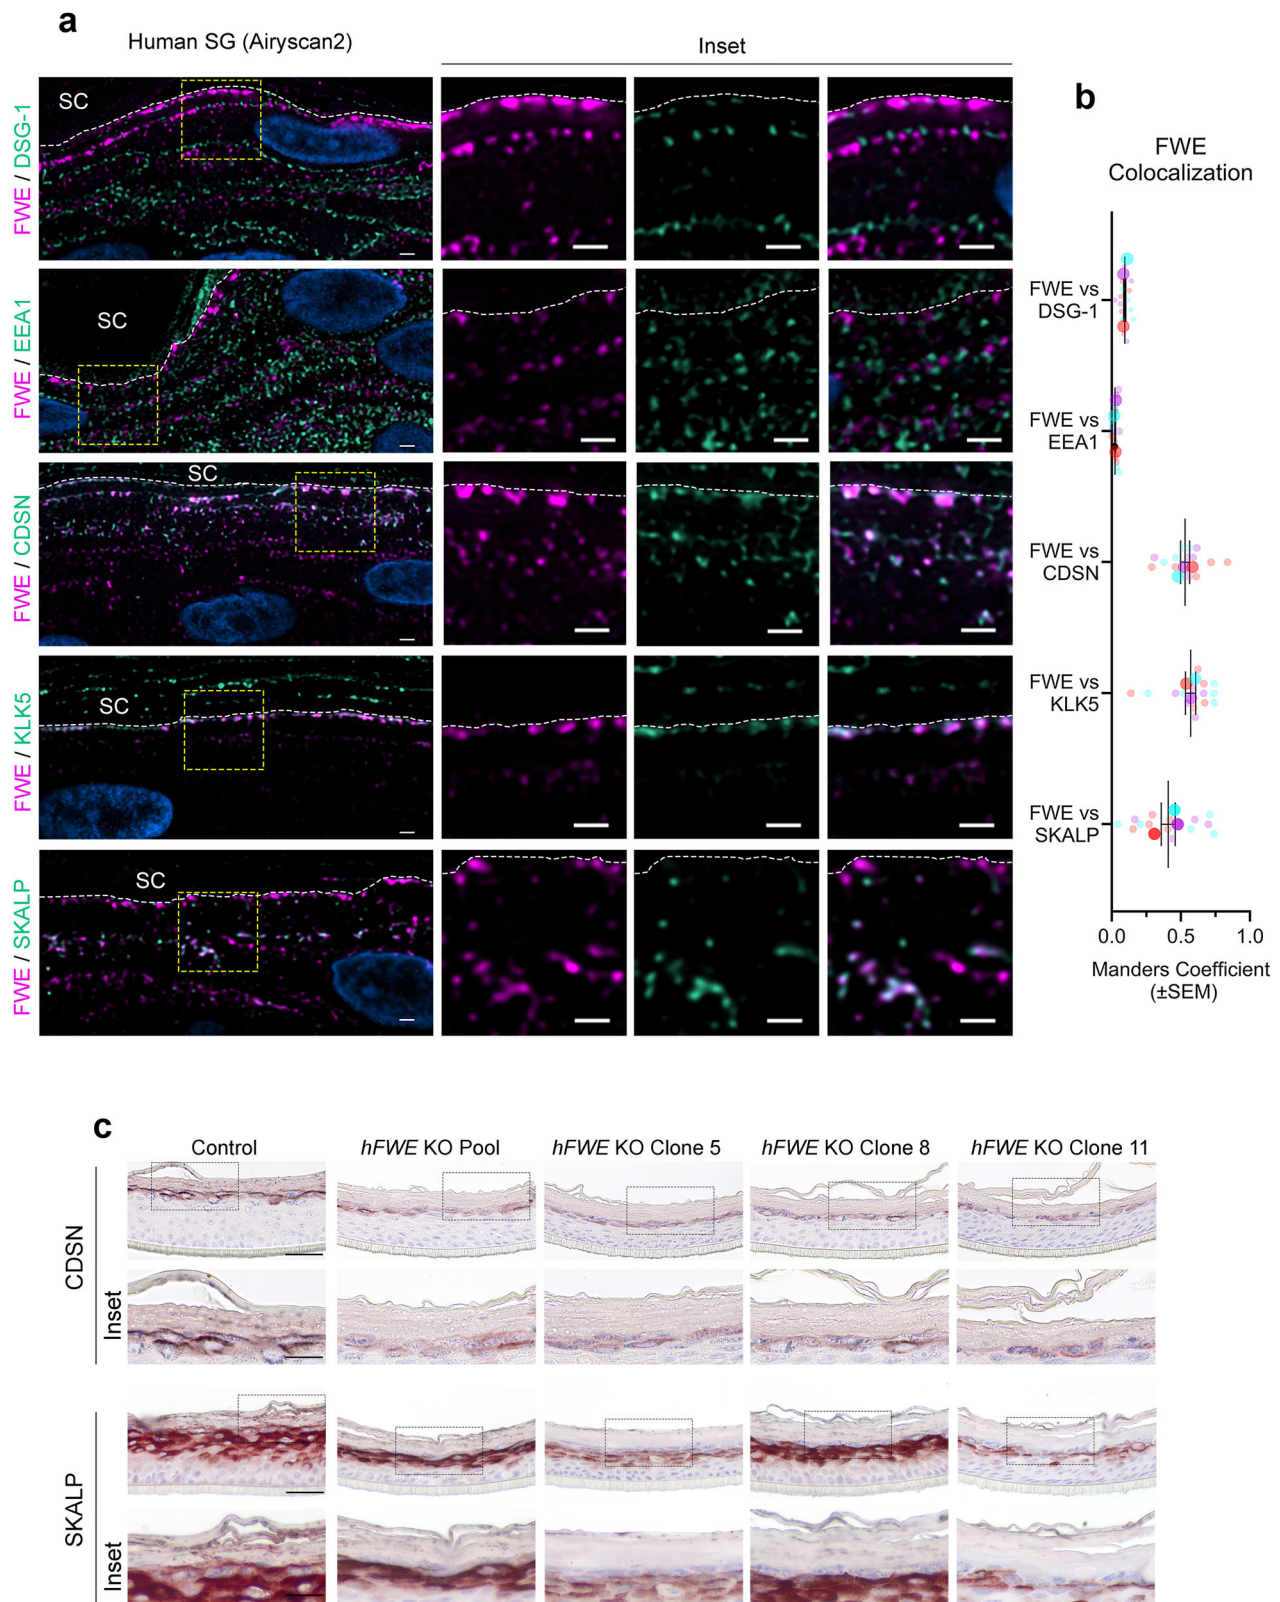 a
Human SG (Airyscan2)
Inset
FWE / DSG-1
SC
FWE / EEA1
SC
FWE / CDSN
SC
FWE / KLK5
SC
FWE / SKALP
SC
b
FWE
Colocalization
FWE vs
DSG-1
FWE vs
EEA1
FWE vs
CDSN
FWE vs
KLK5
FWE vs
SKALP
0.0
0.5
1.0
Manders Coefficient
(±SEM)
c
Control
hFWE KO Pool
hFWE KO Clone 5
hFWE KO Clone 8
hFWE KO Clone 11
CDSN
Inset
SKALP
Inset